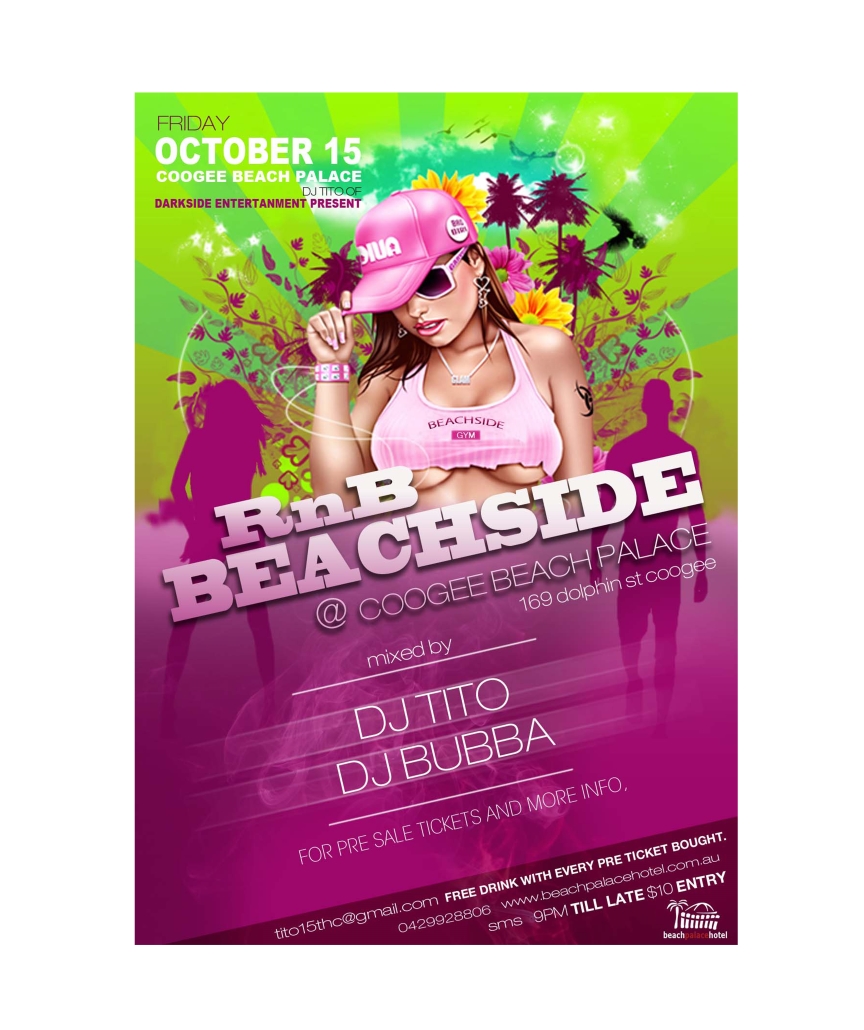 FRIDAY
OCTOBER 15
COOGEE BEACH PALACE
DJ TITO OF
DARKSIDE ENTERTANMENT PRESENT
DIVA
BEACHSIDE
GYM
RnB
BEACHSIDE
@ COOGEE BEACH PALACE
169 dolphin st coogee
mixed by
DJ TITO
DJ BUBBA
FOR PRE SALE TICKETS AND MORE INFO,
FREE DRINK WITH EVERY PRE TICKET BOUGHT.
tito15thc@gmail.com www.beachpalacehotel.com.au
0429928806
sms 9PM TILL LATE $10 ENTRY
beachpalacehotel